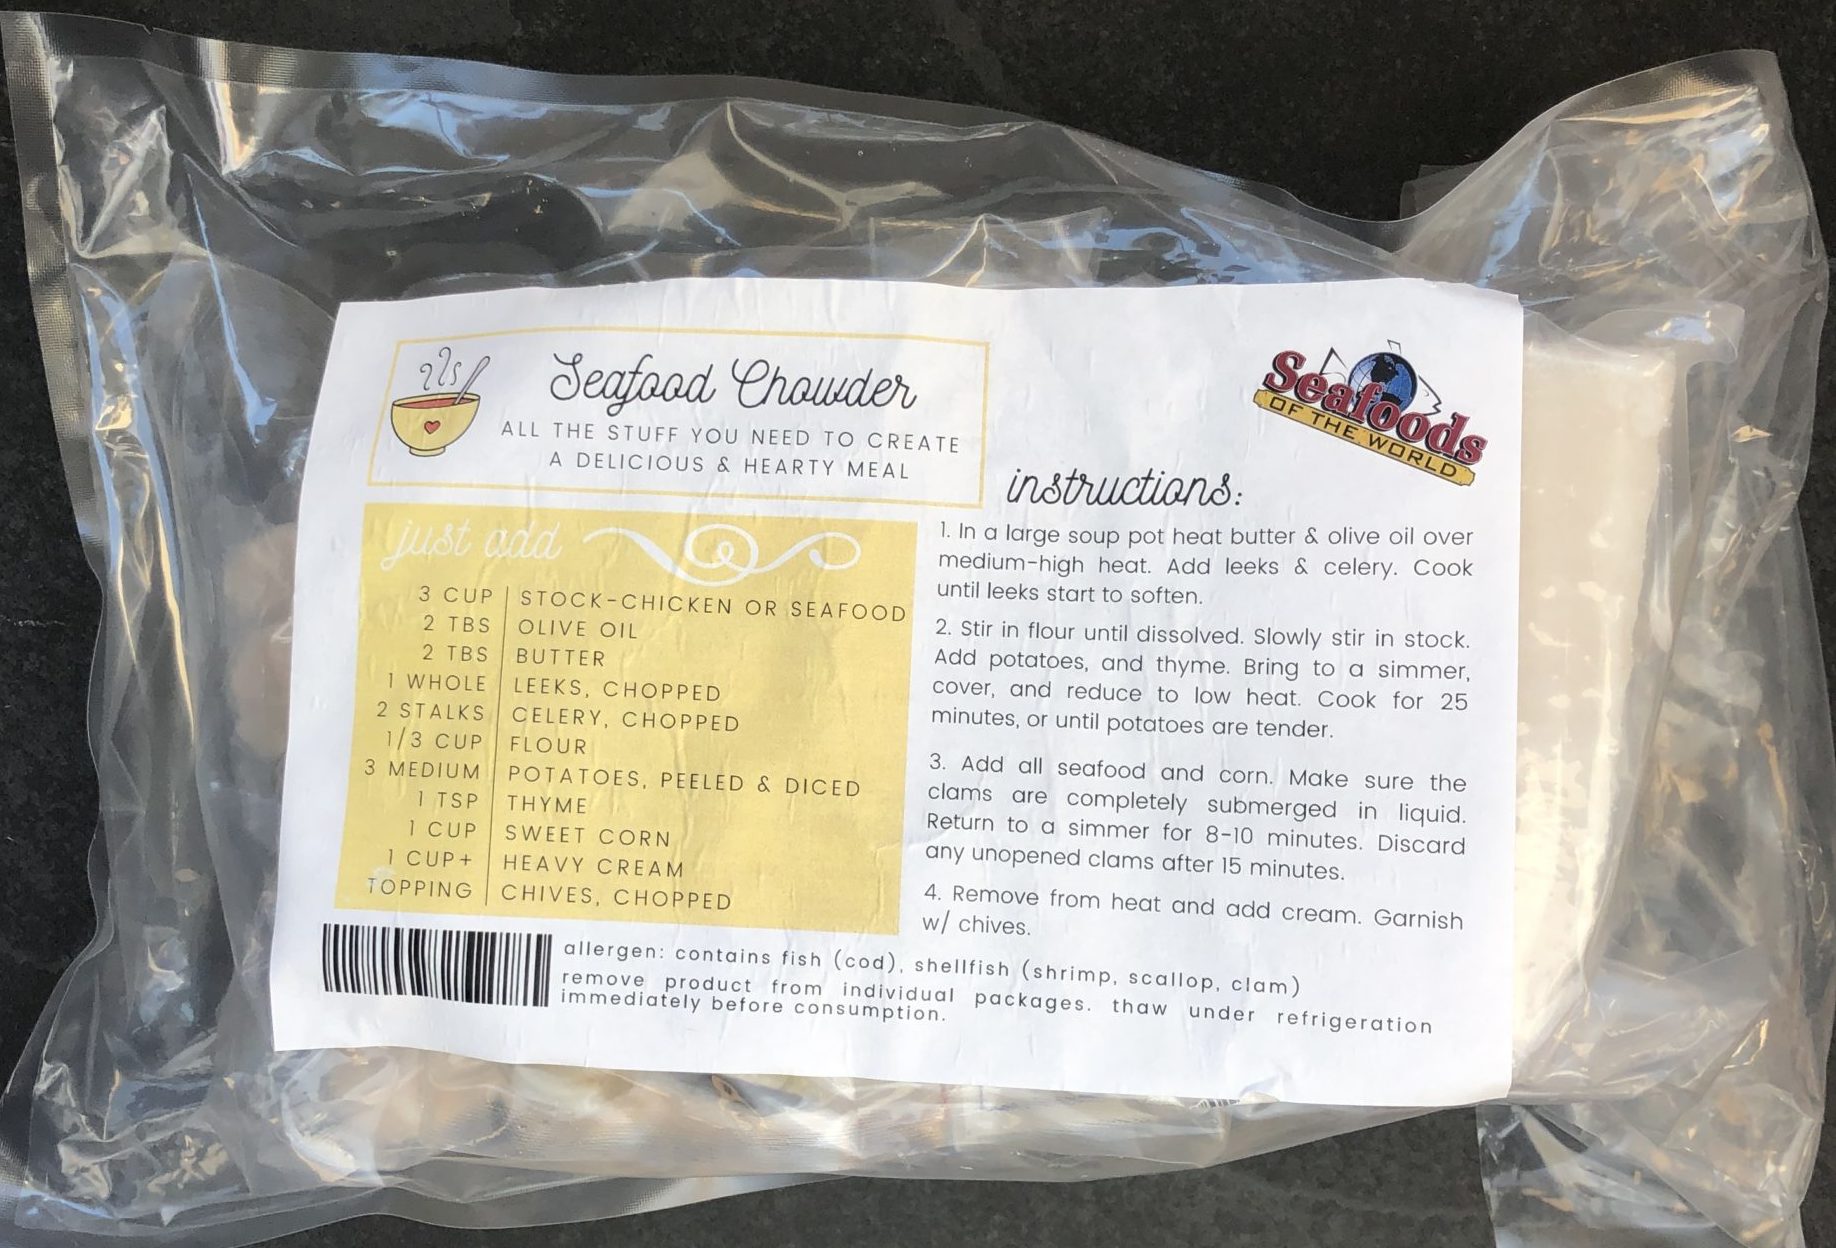 Seafood Chowder
ALL THE STUFF YOU NEED TO CREATE
A DELICIOUS & HEARTY MEAL
Seafoods
OF THE WORLD
just add
3 CUP | STOCK-CHICKEN OR SEAFOOD
2 TBS | OLIVE OIL
2 TBS | BUTTER
1 WHOLE | LEEKS, CHOPPED
2 STALKS | CELERY, CHOPPED
1/3 CUP | FLOUR
3 MEDIUM | POTATOES, PEELED & DICED
1 TSP | THYME
1 CUP | SWEET CORN
1 CUP+ | HEAVY CREAM
TOPPING | CHIVES, CHOPPED
instructions:
1. In a large soup pot heat butter & olive oil over
medium-high heat. Add leeks & celery. Cook
until leeks start to soften.
2. Stir in flour until dissolved. Slowly stir in stock.
Add potatoes, and thyme. Bring to a simmer,
cover, and reduce to low heat. Cook for 25
minutes, or until potatoes are tender.
3. Add all seafood and corn. Make sure the
clams are completely submerged in liquid.
Return to a simmer for 8-10 minutes. Discard
any unopened clams after 15 minutes.
4. Remove from heat and add cream. Garnish
w/ chives.
allergen: contains fish (cod), shellfish (shrimp, scallop, clam)
remove product from individual packages. thaw under refrigeration
immediately before consumption.